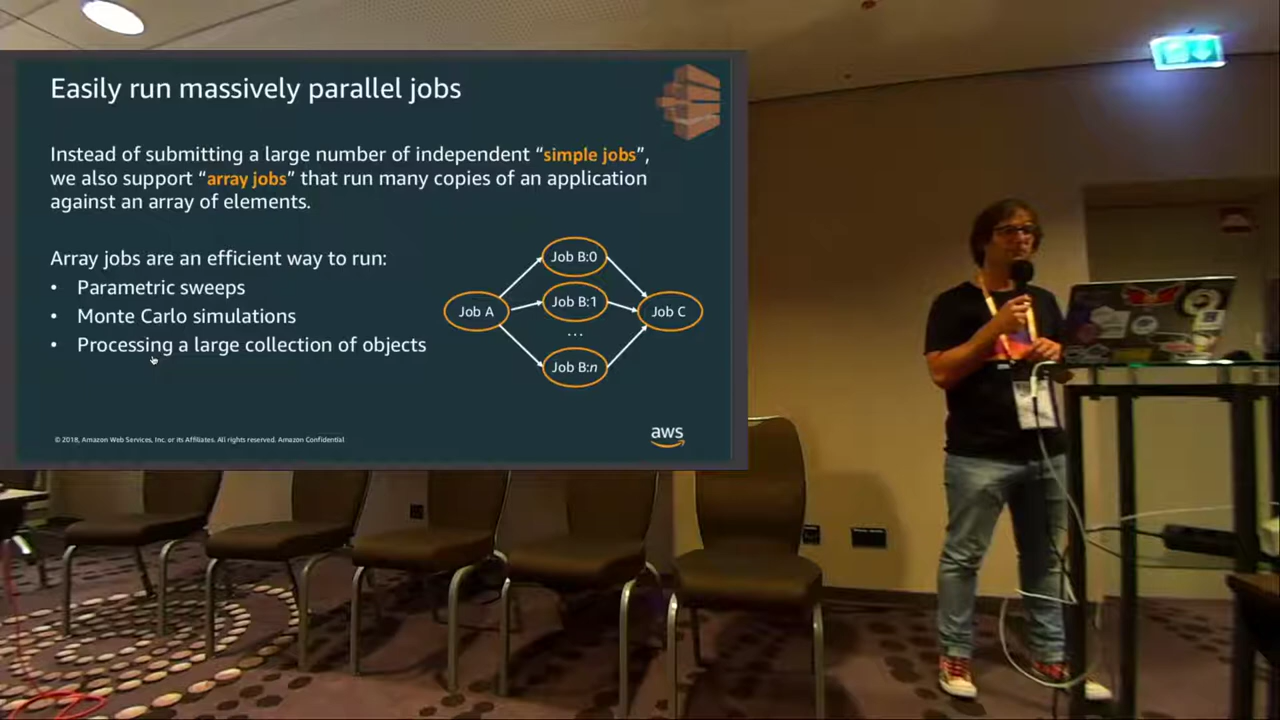 Easily run massively parallel jobs
Instead of submitting a large number of independent “simple jobs”,
we also support “array jobs” that run many copies of an application
against an array of elements.
Array jobs are an efficient way to run:
• Parametric sweeps
• Monte Carlo simulations
• Processing a large collection of objects
Job A
Job B:0
Job B:1
...
Job B:n
Job C
© 2018, Amazon Web Services, Inc. or its Affiliates. All rights reserved. Amazon Confidential
aws